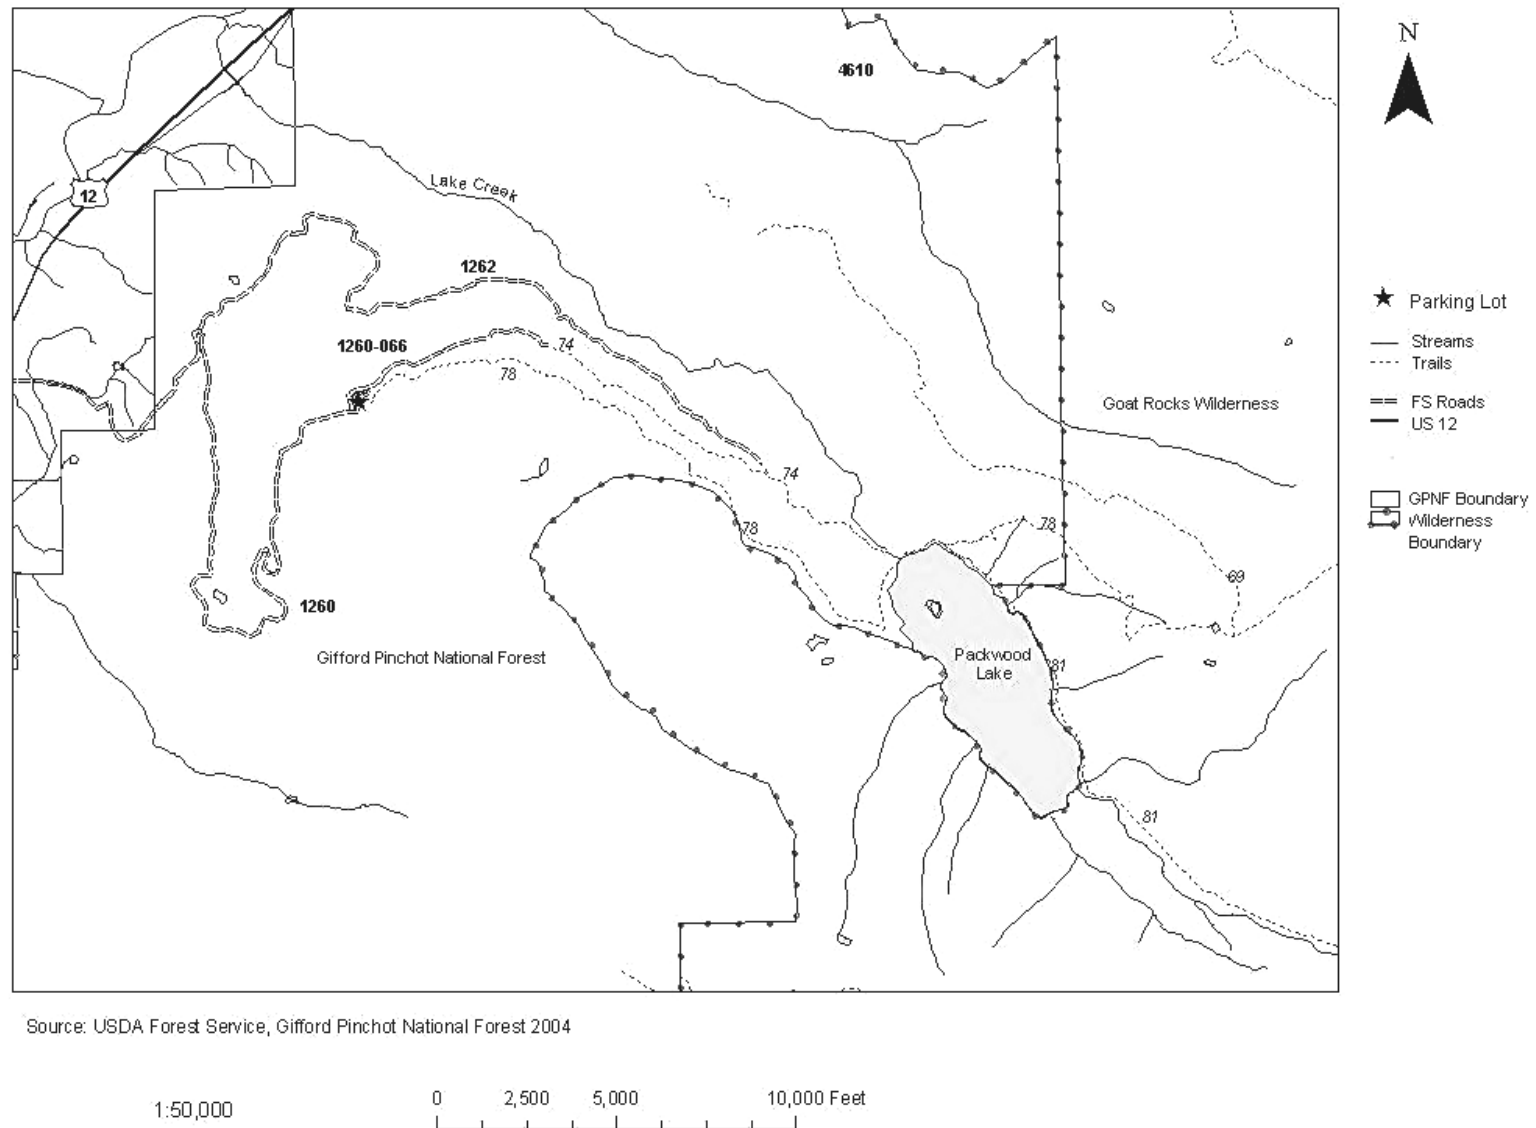 N
4610
12
Lake Creek
1262
1260-066
74
78
Goat Rocks Wilderness
74
78
78
69
1260
Gifford Pinchot National Forest
Packwood
Lake
81
81
Parking Lot
Streams
Trails
FS Roads
US 12
GPNF Boundary
Wilderness
Boundary
Source: USDA Forest Service, Gifford Pinchot National Forest 2004
1:50,000
0 2,500 5,000 10,000 Feet